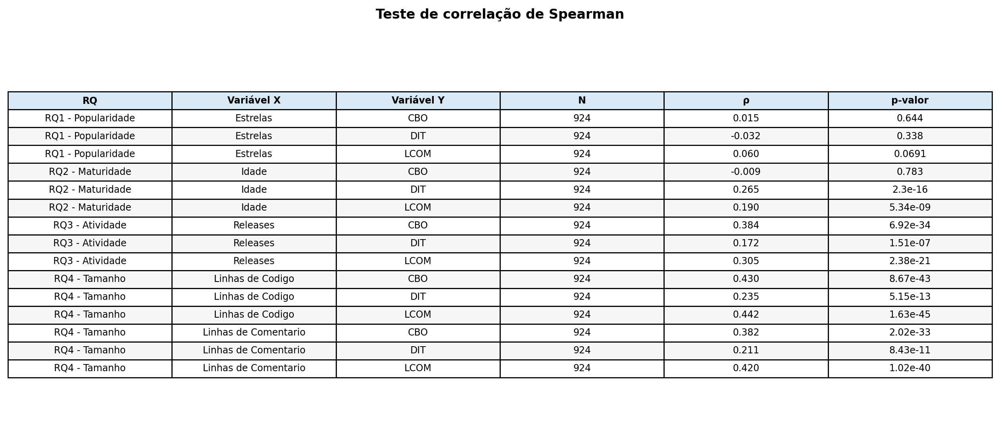 Teste de correlação de Spearman
RQ Variável X Variável Y N ρ p-valor
RQ1 - Popularidade Estrelas CBO 924 0.015 0.644
RQ1 - Popularidade Estrelas DIT 924 -0.032 0.338
RQ1 - Popularidade Estrelas LCOM 924 0.060 0.0691
RQ2 - Maturidade Idade CBO 924 -0.009 0.783
RQ2 - Maturidade Idade DIT 924 0.265 2.3e-16
RQ2 - Maturidade Idade LCOM 924 0.190 5.34e-09
RQ3 - Atividade Releases CBO 924 0.384 6.92e-34
RQ3 - Atividade Releases DIT 924 0.172 1.51e-07
RQ3 - Atividade Releases LCOM 924 0.305 2.38e-21
RQ4 - Tamanho Linhas de Codigo CBO 924 0.430 8.67e-43
RQ4 - Tamanho Linhas de Codigo DIT 924 0.235 5.15e-13
RQ4 - Tamanho Linhas de Codigo LCOM 924 0.442 1.63e-45
RQ4 - Tamanho Linhas de Comentario CBO 924 0.382 2.02e-33
RQ4 - Tamanho Linhas de Comentario DIT 924 0.211 8.43e-11
RQ4 - Tamanho Linhas de Comentario LCOM 924 0.420 1.02e-40